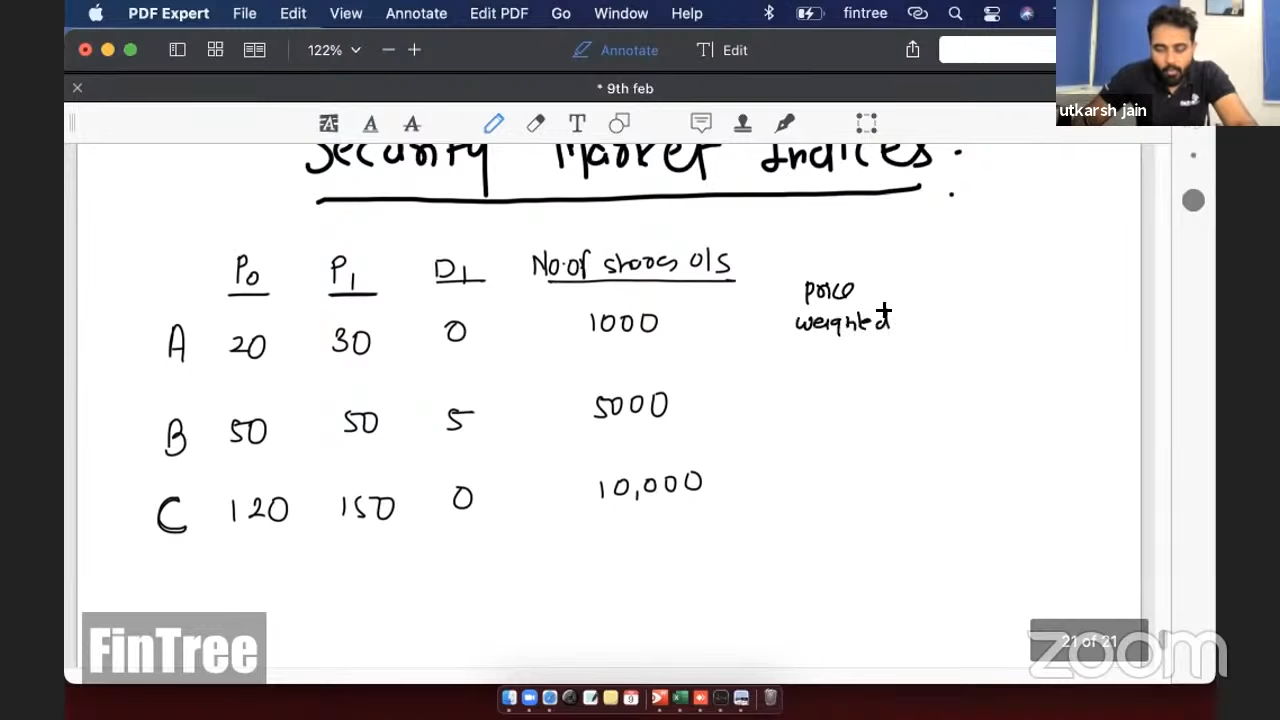 PDF Expert File Edit View Annotate Edit PDF Go Window Help fintree
122% Annotate T Edit
* 9th feb
utkarsh jain
Security Market Indices.
P0 P1 D1 No. of shares o/s
price
weighted
A 20 30 0 1000
B 50 50 5 5000
C 120 150 0 10,000
FinTree
21 of 21
zoom